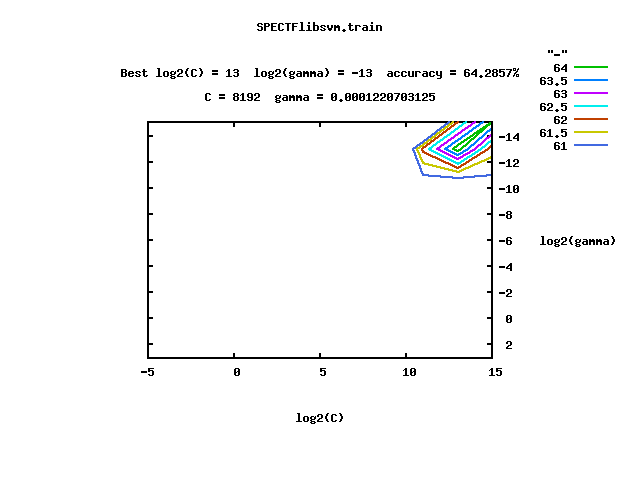 SPECTFlibsvm.train
"-"
Best log2(C) = 13 log2(gamma) = -13 accuracy = 64.2857%
C = 8192 gamma = 0.0001220703125
64
63.5
63
62.5
62
61.5
61
-14
-12
-10
-8
-6
-4
-2
0
2
log2(gamma)
-5 0 5 10 15
log2(C)